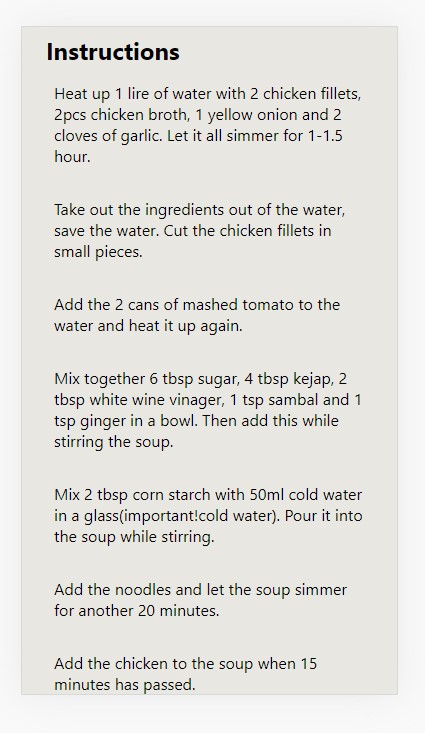 Instructions
Heat up 1 lire of water with 2 chicken fillets,
2pcs chicken broth, 1 yellow onion and 2
cloves of garlic. Let it all simmer for 1-1.5
hour.
Take out the ingredients out of the water,
save the water. Cut the chicken fillets in
small pieces.
Add the 2 cans of mashed tomato to the
water and heat it up again.
Mix together 6 tbsp sugar, 4 tbsp kejap, 2
tbsp white wine vinager, 1 tsp sambal and 1
tsp ginger in a bowl. Then add this while
stirring the soup.
Mix 2 tbsp corn starch with 50ml cold water
in a glass(important!cold water). Pour it into
the soup while stirring.
Add the noodles and let the soup simmer
for another 20 minutes.
Add the chicken to the soup when 15
minutes has passed.